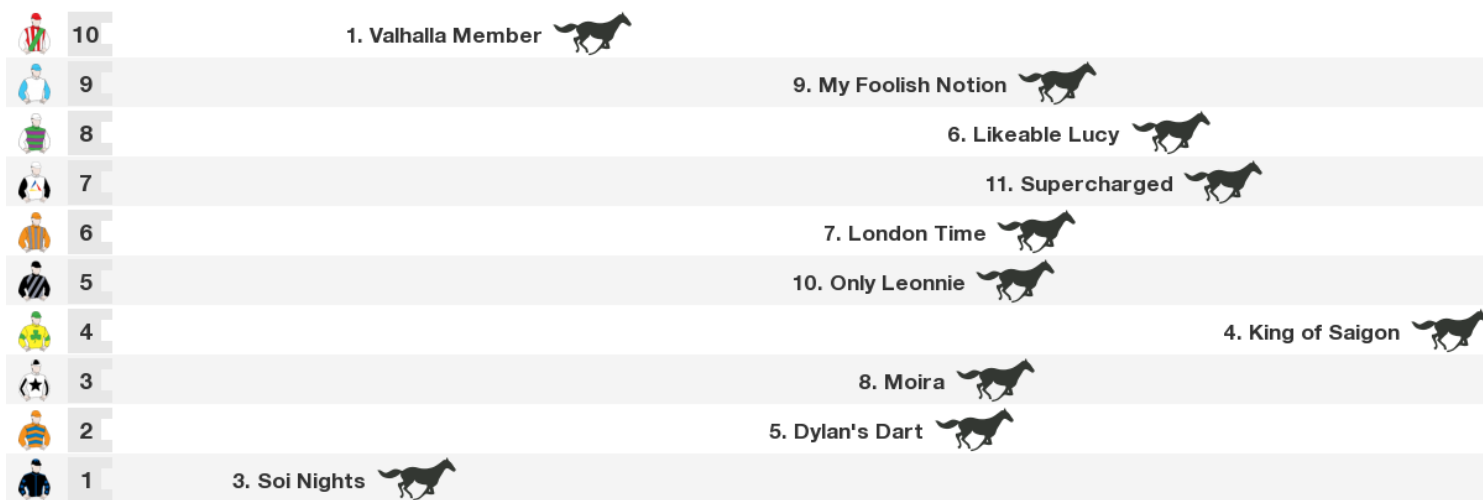 10 1. Valhalla Member
9 9. My Foolish Notion
8 6. Likeable Lucy
7 11. Supercharged
6 7. London Time
5 10. Only Leonnie
4 4. King of Saigon
3 8. Moira
2 5. Dylan's Dart
1 3. Soi Nights